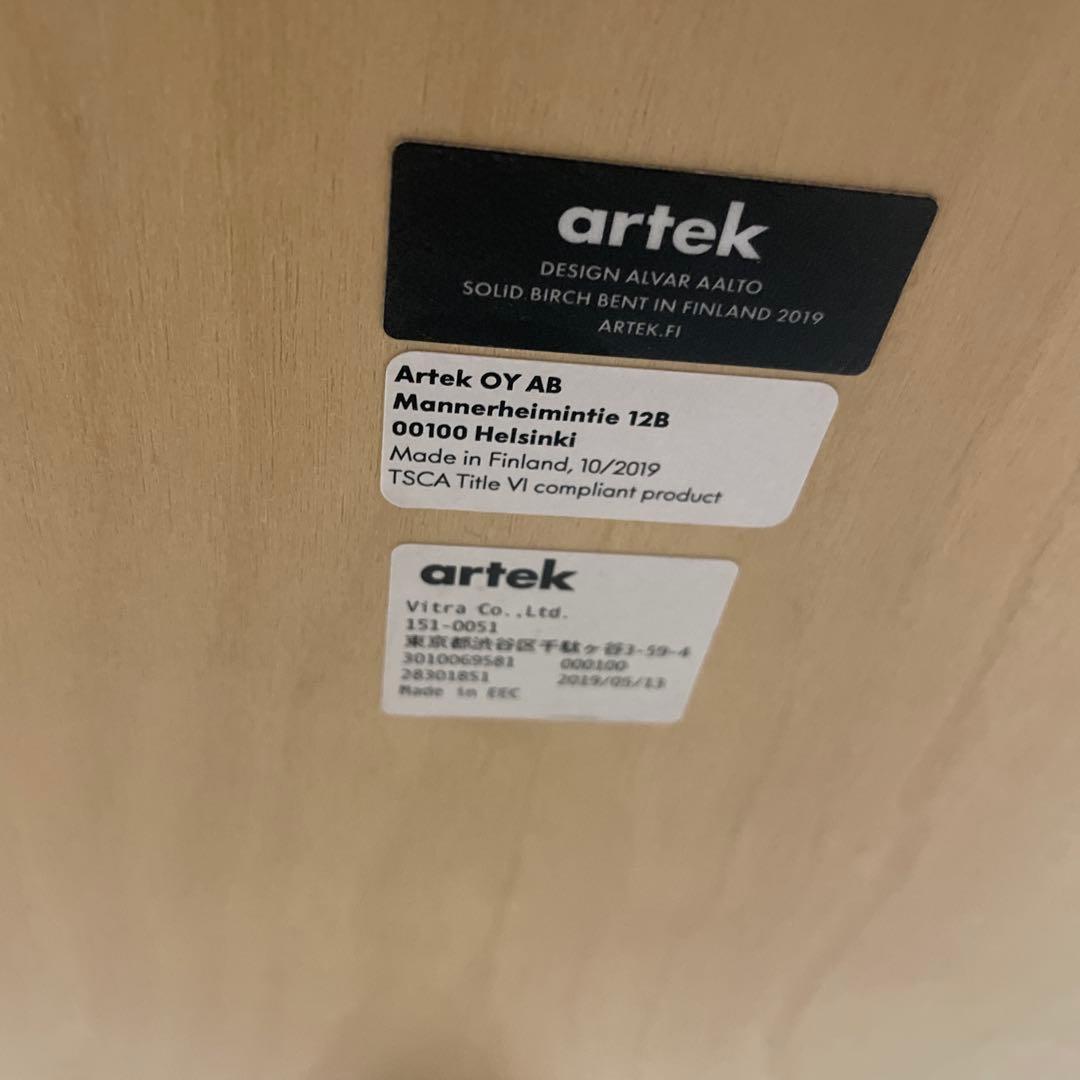 artek
DESIGN ALVAR AALTO
SOLID BIRCH BENT IN FINLAND 2019
ARTEK.FI
Artek OY AB
Mannerheimintie 12B
00100 Helsinki
Made in Finland, 10/2019
TSCA Title VI compliant product
artek
Vitra Co.,Ltd.
151-0051
東京都渋谷区千駄ヶ谷3-59-4
3010069581 000100
28301851 2019/05/13
Made in EEC